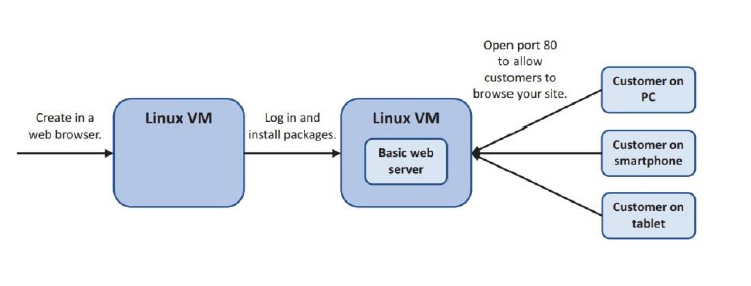 Create in a
web browser.
Linux VM
Log in and
install packages.
Linux VM
Basic web
server
Open port 80
to allow
customers to
browse your site.
Customer on
PC
Customer on
smartphone
Customer on
tablet